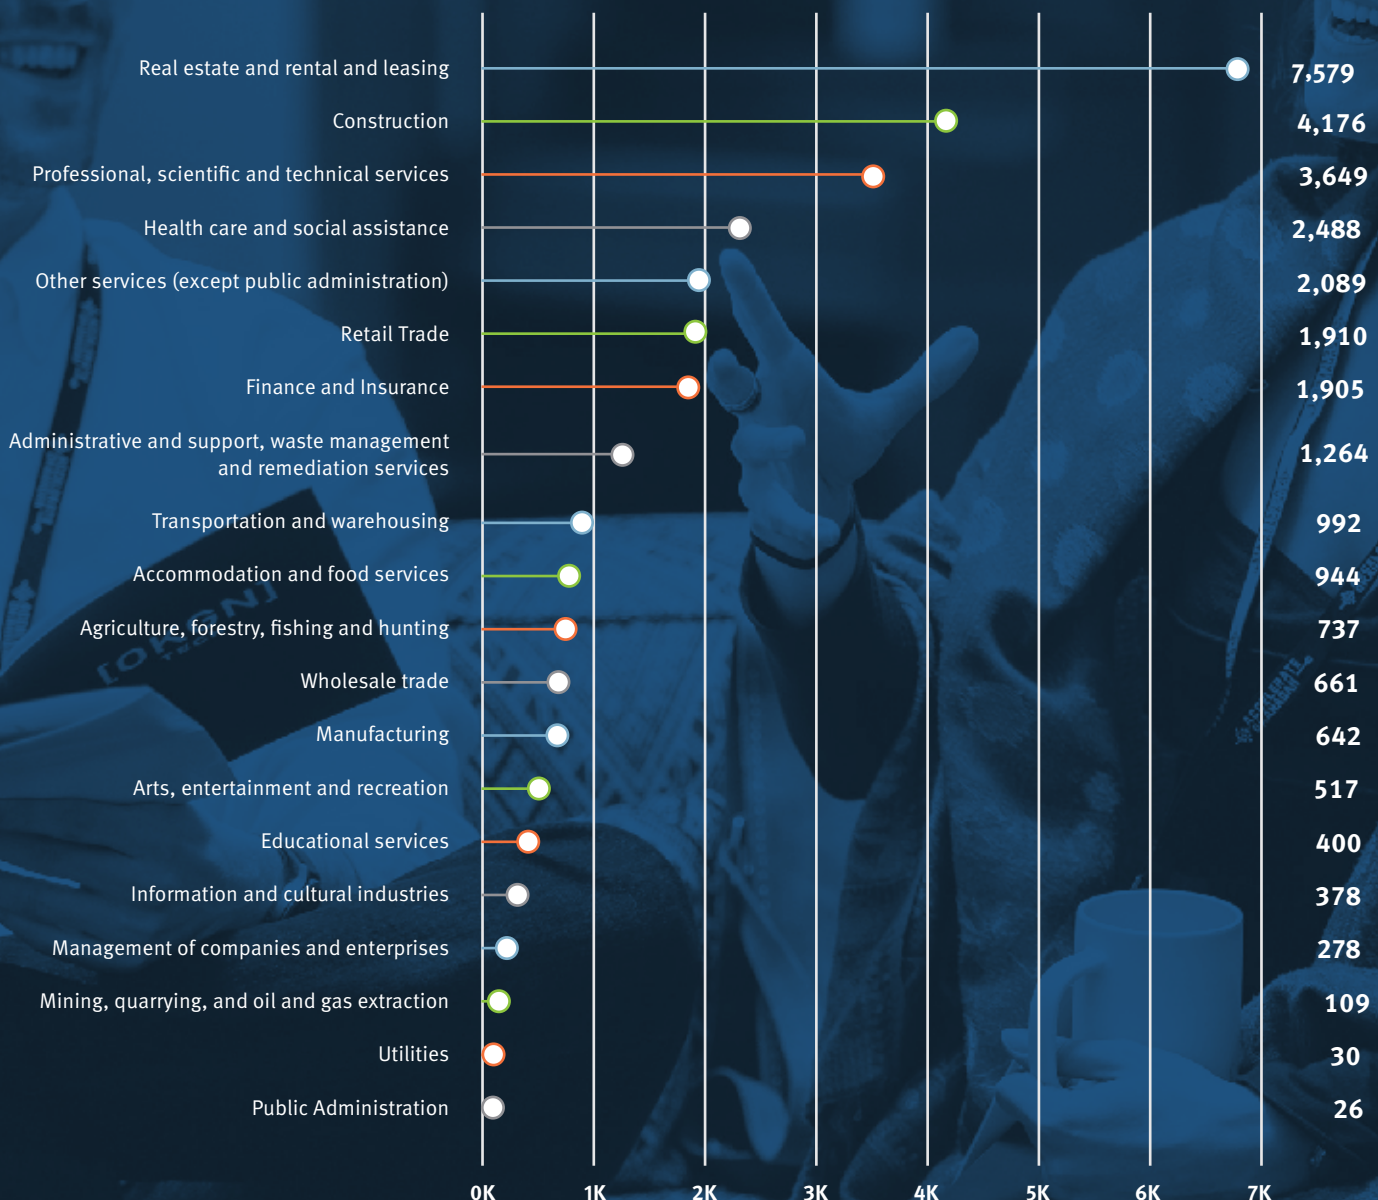 Real estate and rental and leasing 7,579
Construction 4,176
Professional, scientific and technical services 3,649
Health care and social assistance 2,488
Other services (except public administration) 2,089
Retail Trade 1,910
Finance and Insurance 1,905
Administrative and support, waste management
and remediation services 1,264
Transportation and warehousing 992
Accommodation and food services 944
Agriculture, forestry, fishing and hunting 737
Wholesale trade 661
Manufacturing 642
Arts, entertainment and recreation 517
Educational services 400
Information and cultural industries 378
Management of companies and enterprises 278
Mining, quarrying, and oil and gas extraction 109
Utilities 30
Public Administration 26
0K 1K 2K 3K 4K 5K 6K 7K